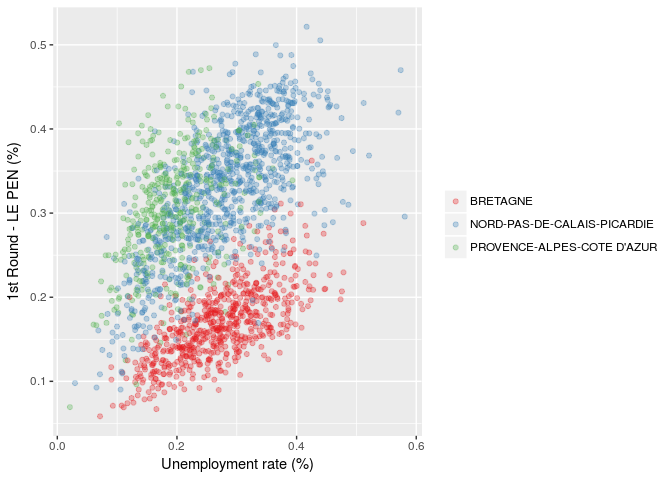 1st Round - LE PEN (%)
0.5
0.4
0.3
0.2
0.1
0.0
0.2
0.4
0.6
Unemployment rate (%)
BRETAGNE
NORD-PAS-DE-CALAIS-PICARDIE
PROVENCE-ALPES-COTE D'AZUR